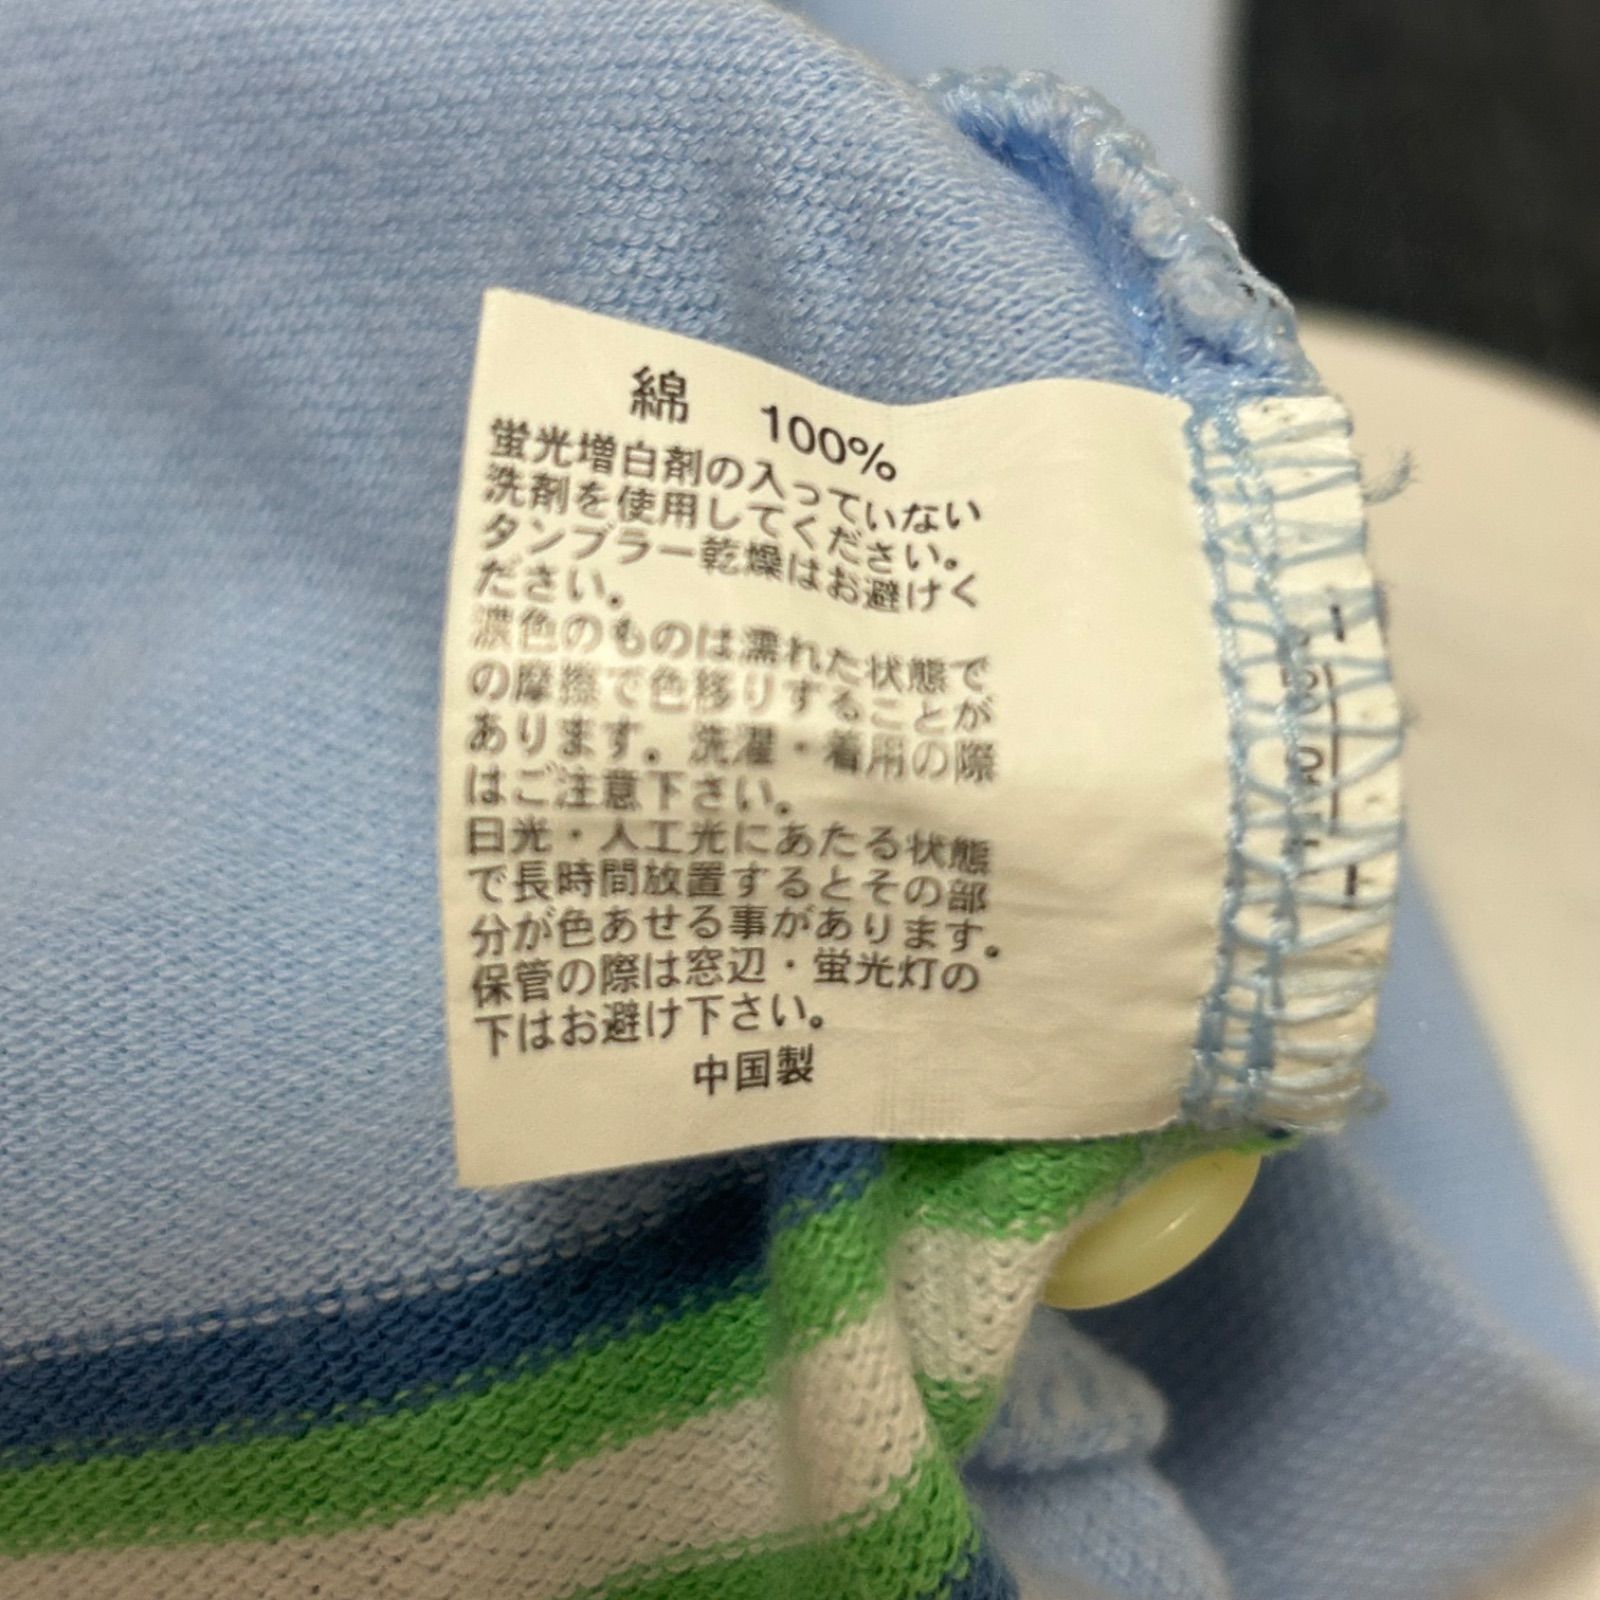 綿 100%
蛍光増白剤の入っていない
洗剤を使用してください。
タンブラー乾燥はお避けく
ださい。
濃色のものは濡れた状態で
の摩擦で色移りすることが
あります。洗濯・着用の際
はご注意下さい。
日光・人工光にあたる状態
で長時間放置するとその部
分が色あせる事があります。
保管の際は窓辺・蛍光灯の
下はお避け下さい。
中国製